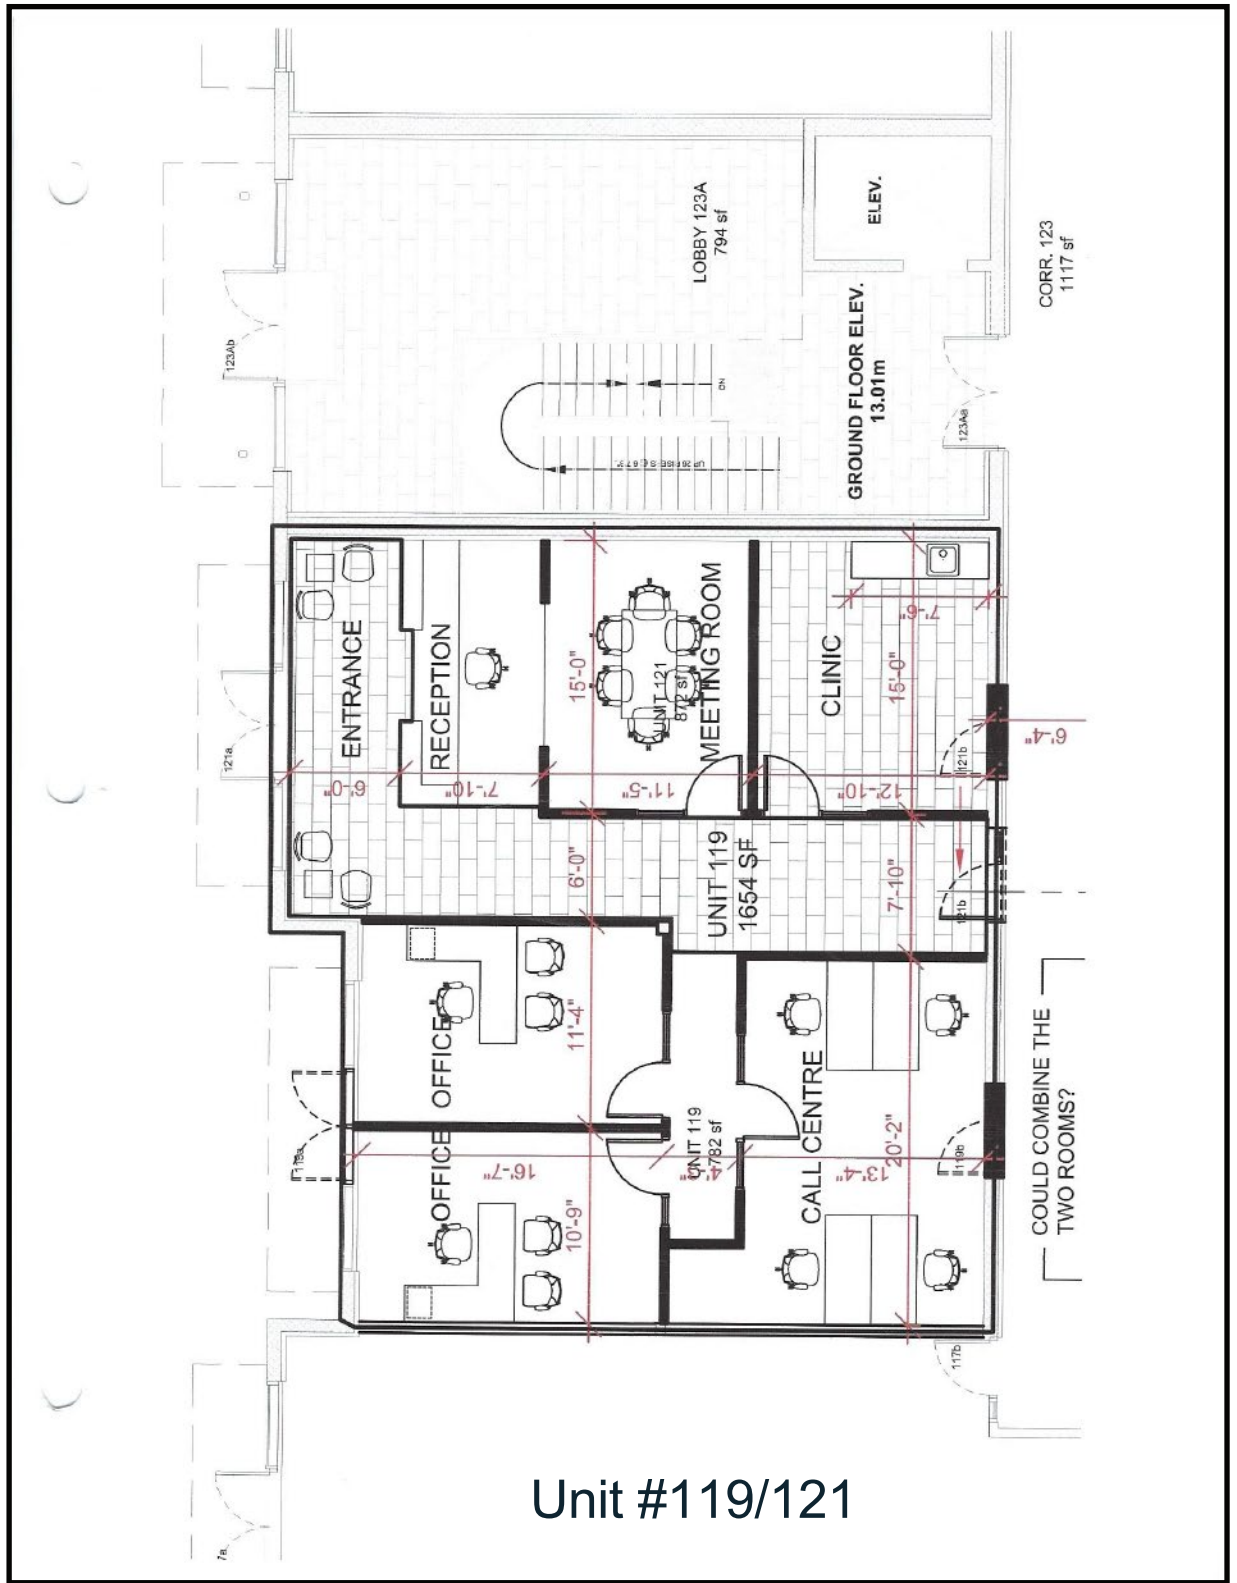 123Ab
LOBBY 123A
794 sf
ELEV.
CORR. 123
1117 sf
GROUND FLOOR ELEV.
13.01m
DN
123Aa
121a
ENTRANCE
RECEPTION
UNIT 121
872 sf
MEETING ROOM
CLINIC
15'-0"
15'-0"
7'-6"
6'-4"
6'-0"
7'-10"
11'-5"
12'-10"
121b
UNIT 119
1654 SF
6'-0"
7'-10"
121b
OFFICE
OFFICE
11'-4"
10'-9"
16'-7"
UNIT 119
782 sf
CALL CENTRE
13'-4"
20'-2"
119b
COULD COMBINE THE
TWO ROOMS?
117b
7a
Unit #119/121